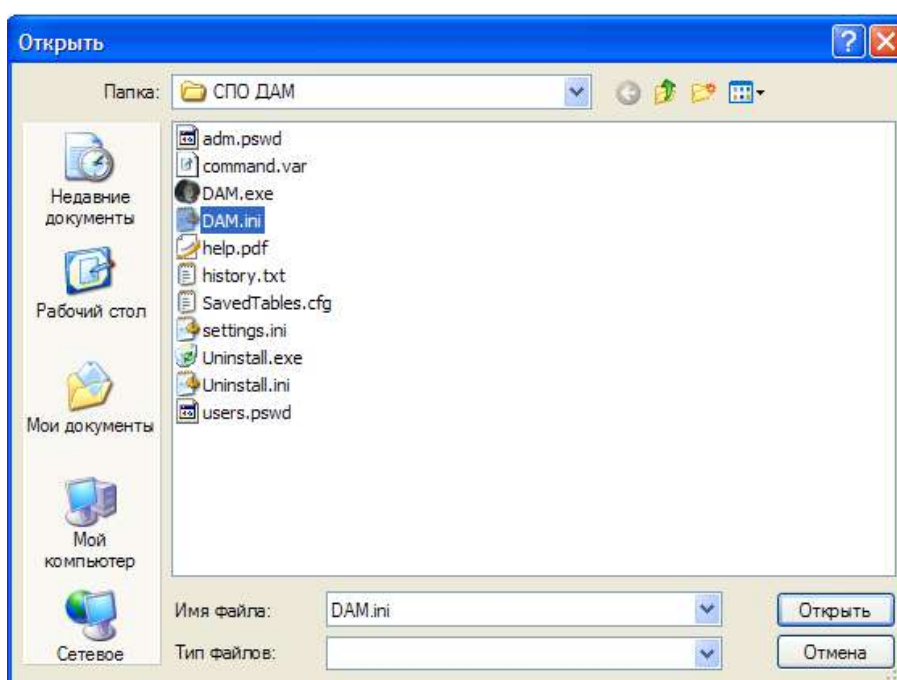 Открыть
Папка: СПО ДАМ
Недавние
документы
Рабочий стол
Мои документы
Мой
компьютер
Сетевое
adm.pswd
command.var
DAM.exe
DAM.ini
help.pdf
history.txt
SavedTables.cfg
settings.ini
Uninstall.exe
Uninstall.ini
users.pswd
Имя файла: DAM.ini Открыть
Тип файлов: Отмена